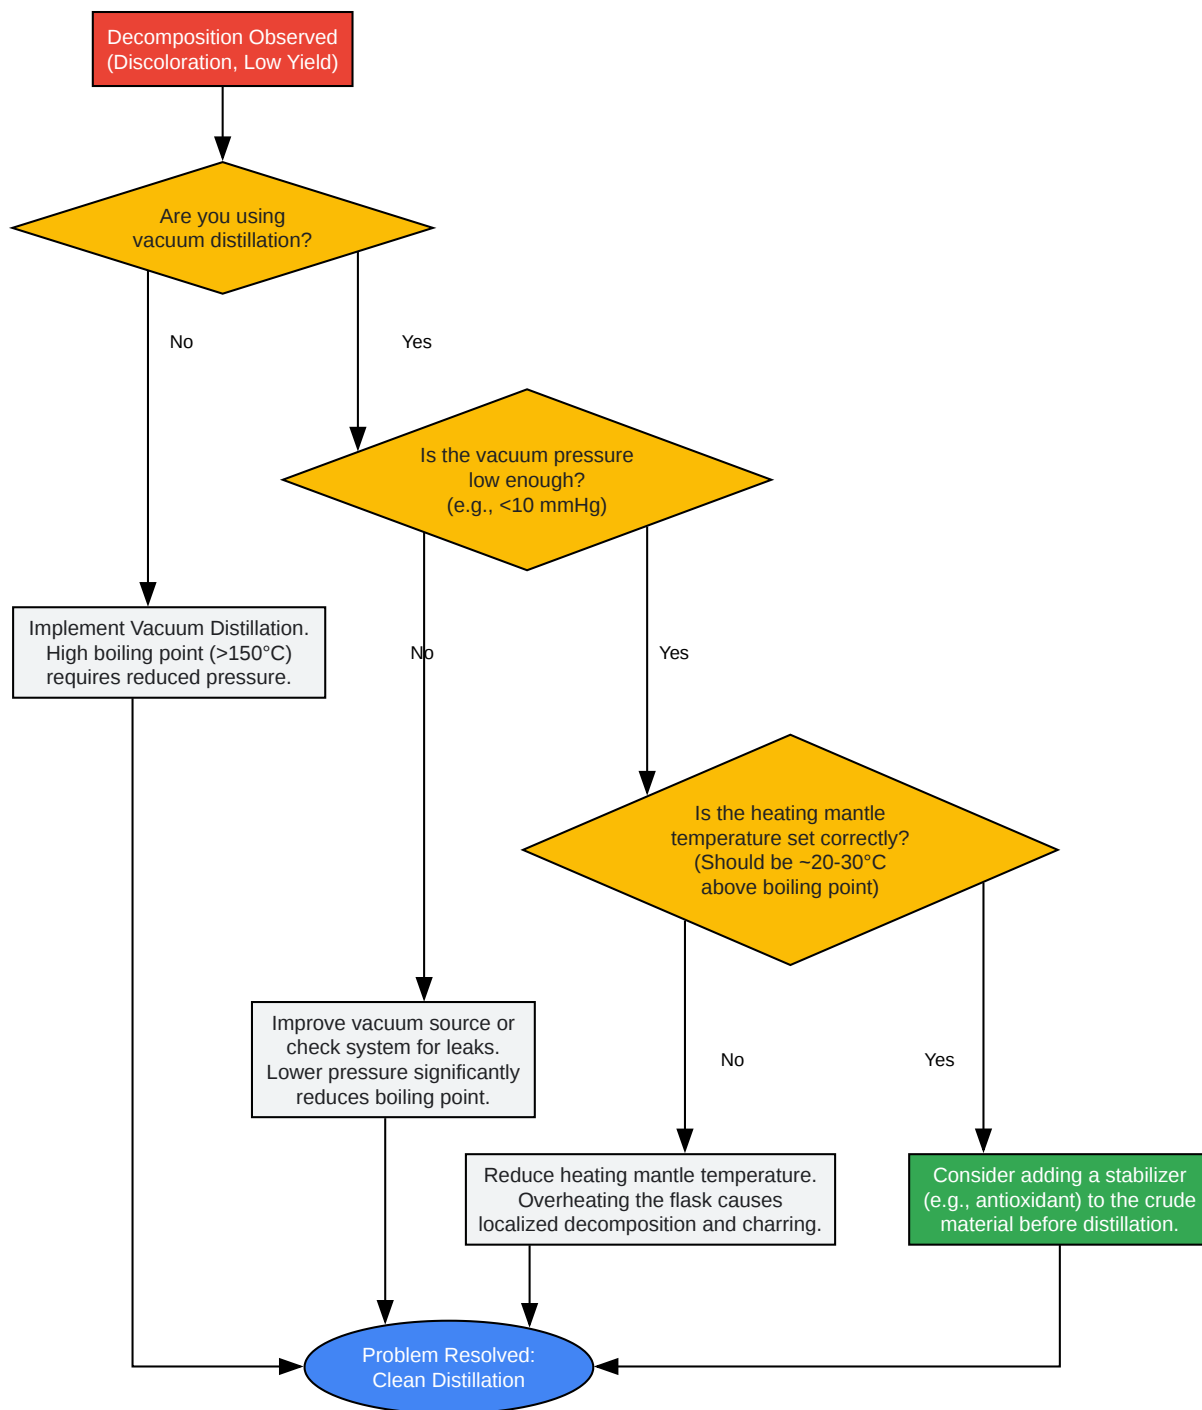 Decomposition Observed
(Discoloration, Low Yield)
Are you using
vacuum distillation?
No
Yes
Is the vacuum pressure
low enough?
(e.g., <10 mmHg)
Implement Vacuum Distillation.
High boiling point (>150°C)
requires reduced pressure.
No
Yes
Is the heating mantle
temperature set correctly?
(Should be ~20-30°C
above boiling point)
Improve vacuum source or
check system for leaks.
Lower pressure significantly
reduces boiling point.
No
Yes
Reduce heating mantle temperature.
Overheating the flask causes
localized decomposition and charring.
Consider adding a stabilizer
(e.g., antioxidant) to the crude
material before distillation.
Problem Resolved:
Clean Distillation